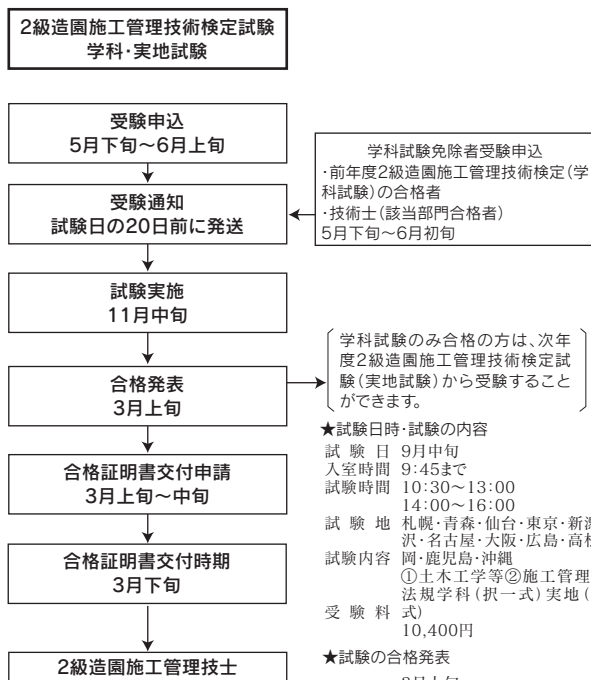 2級造園施工管理技術検定試験
学科・実地試験
受験申込
5月下旬～6月上旬
受験通知
試験日の20日前に発送
学科試験免除者受験申込
・前年度2級造園施工管理技術検定(学
科試験)の合格者
・技術士(該当部門合格者)
5月下旬～6月初旬
試験実施
11月中旬
合格発表
3月上旬
学科試験のみ合格の方は、次年
度2級造園施工管理技術検定試
験(実地試験)から受験すること
ができます。
合格証明書交付申請
3月上旬～中旬
合格証明書交付時期
3月下旬
2級造園施工管理技士
★試験日時・試験の内容
試験日 9月中旬
入室時間 9:45まで
試験時間 10:30～13:00
14:00～16:00
試験地 札幌・青森・仙台・東京・新潟
沢・名古屋・大阪・広島・高松
試験内容 岡・鹿児島・沖縄
①土木工学等②施工管理
法規学科(択一式)実地(
受験料 式)
10,400円
★試験の合格発表